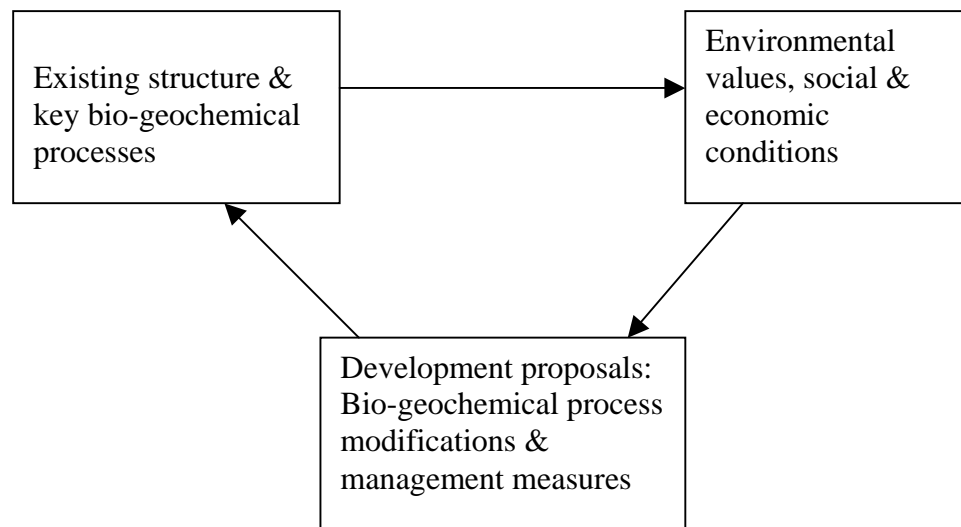 Existing structure &
key bio-geochemical
processes
Environmental
values, social &
economic
conditions
Development proposals:
Bio-geochemical process
modifications &
management measures